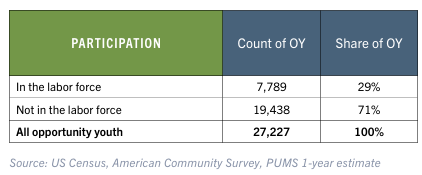 PARTICIPATION Count of OY Share of OY
In the labor force 7,789 29%
Not in the labor force 19,438 71%
All opportunity youth 27,227 100%
Source: US Census, American Community Survey, PUMS 1-year estimate